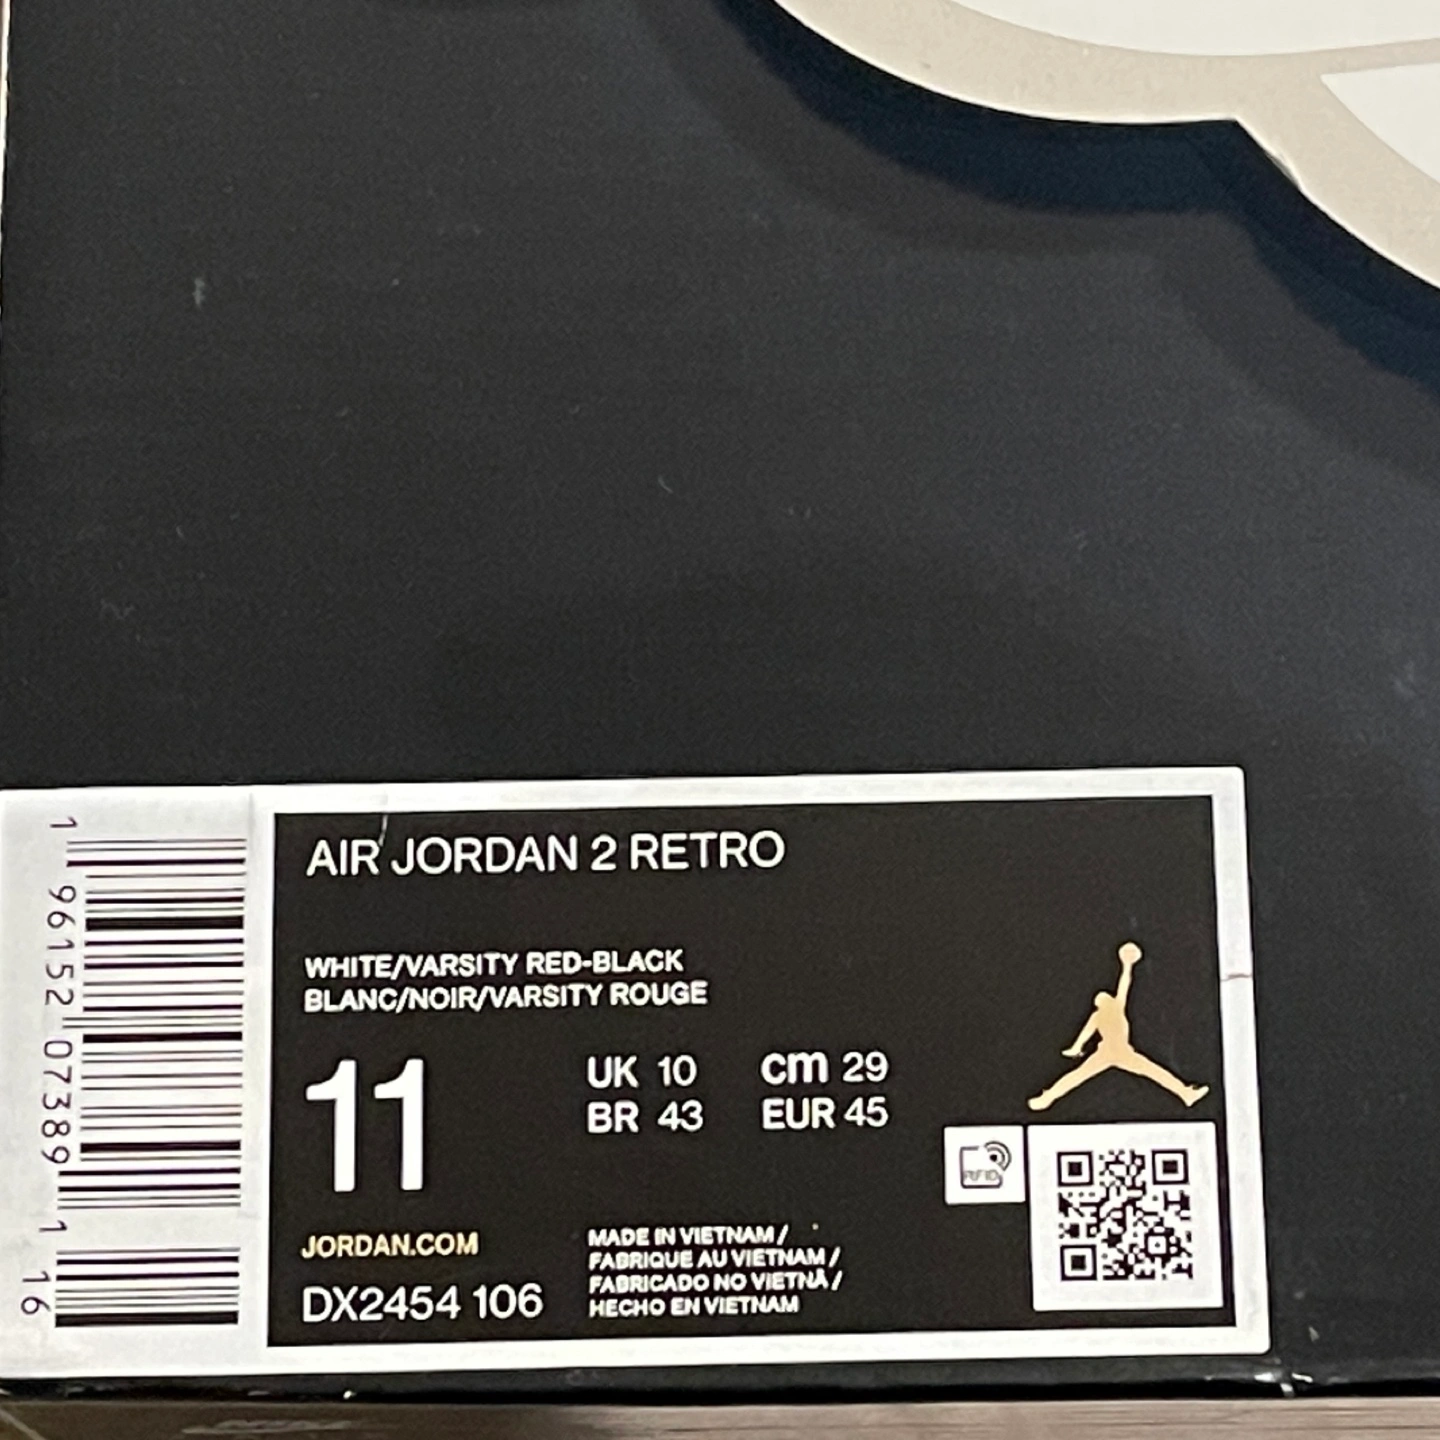 AIR JORDAN 2 RETRO
WHITE/VARSITY RED-BLACK
BLANC/NOIR/VARSITY ROUGE
11
UK 10 cm 29
BR 43 EUR 45
RFID
JORDAN.COM
DX2454 106
MADE IN VIETNAM /
FABRIQUE AU VIETNAM /
FABRICADO NO VIETNÃ /
HECHO EN VIETNAM
1 96152 07389 1 16